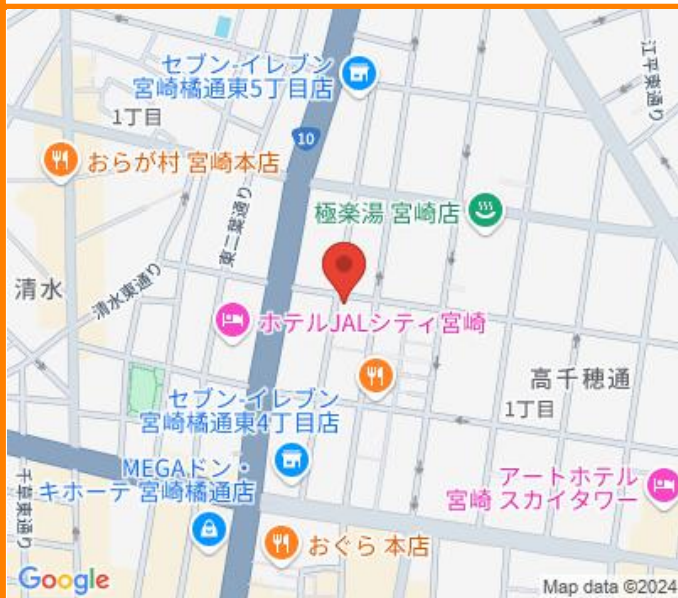 セブン-イレブン
宮崎橘通東5丁目店
江平東通り
1丁目
10
おらが村 宮崎本店
極楽湯 宮崎店
東二葉通り
清水
清水東通り
ホテルJALシティ宮崎
高千穂通
1丁目
セブン-イレブン
宮崎橘通東4丁目店
MEGAドン・
キホーテ 宮崎橘通店
アートホテル
宮崎 スカイタワー
千草東通り
おぐら 本店
Google
Map data ©2024